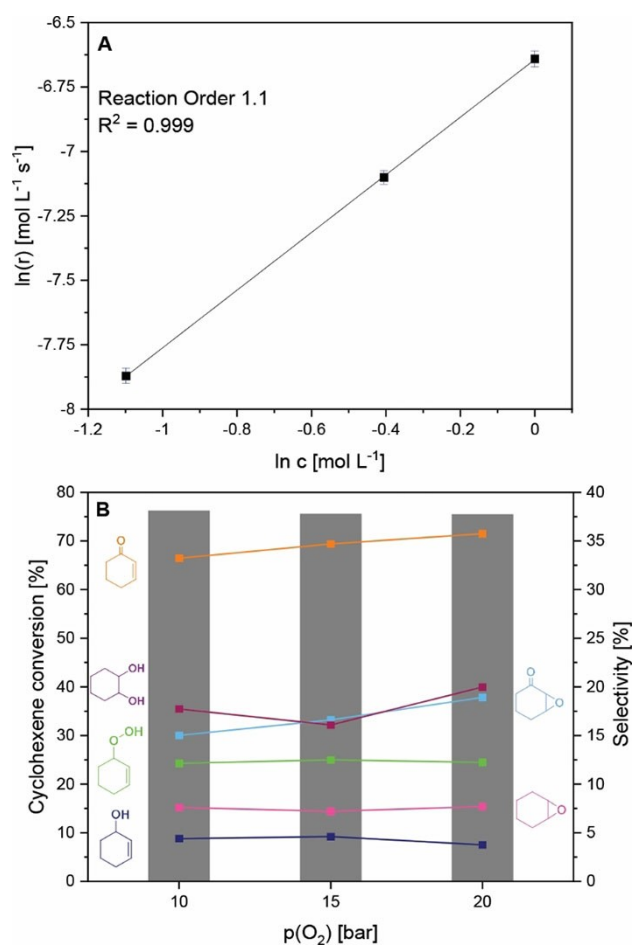 A
Reaction Order 1.1
R² = 0.999
ln(r) [mol L⁻¹ s⁻¹]
-6.5
-6.75
-7
-7.25
-7.5
-7.75
-8
-1.2 -1 -0.8 -0.6 -0.4 -0.2 0
ln c [mol L⁻¹]
B
Cyclohexene conversion [%]
80
70
60
50
40
30
20
10
0
O
OH
OH
OH
O
OH
O
O
O
40
35
30
25
20
15
10
5
0
Selectivity [%]
10 15 20
p(O₂) [bar]